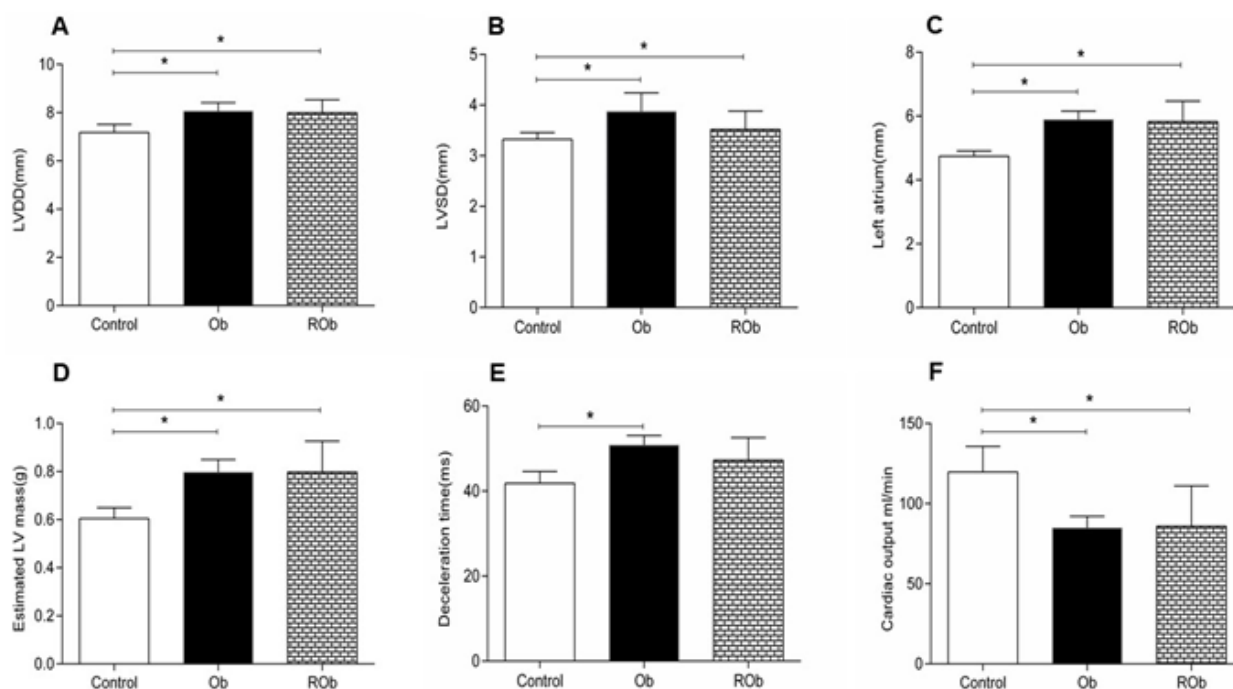 A
*
*
LVDD(mm)
10
8
6
4
2
0
Control Ob ROb
B
*
*
LVSD(mm)
5
4
3
2
1
0
Control Ob ROb
C
*
*
Left atrium(mm)
8
6
4
2
0
Control Ob ROb
D
*
*
Estimated LV mass(g)
1.0
0.8
0.6
0.4
0.2
0.0
Control Ob ROb
E
*
Deceleration time(ms)
60
40
20
0
Control Ob ROb
F
*
*
Cardiac output ml/min
150
100
50
0
Control Ob ROb